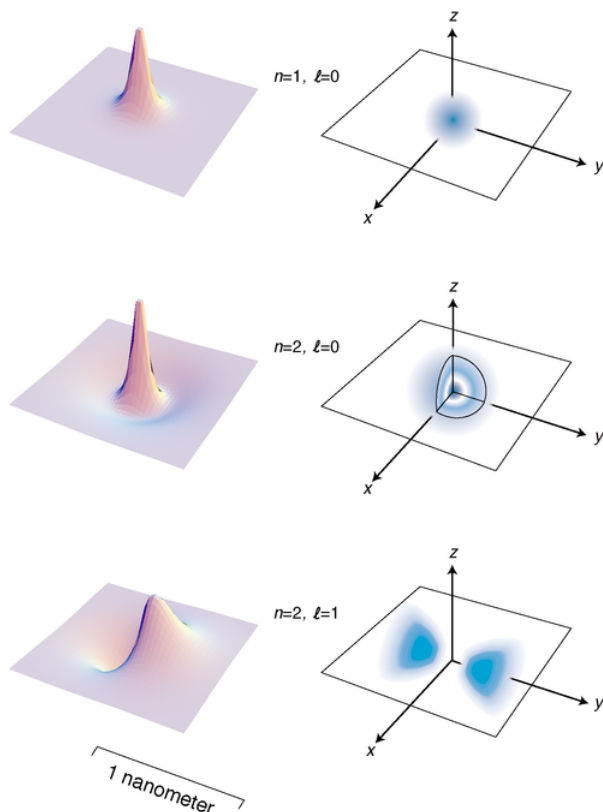 z
n=1, ℓ=0
y
x
z
n=2, ℓ=0
y
x
z
n=2, ℓ=1
y
x
1 nanometer